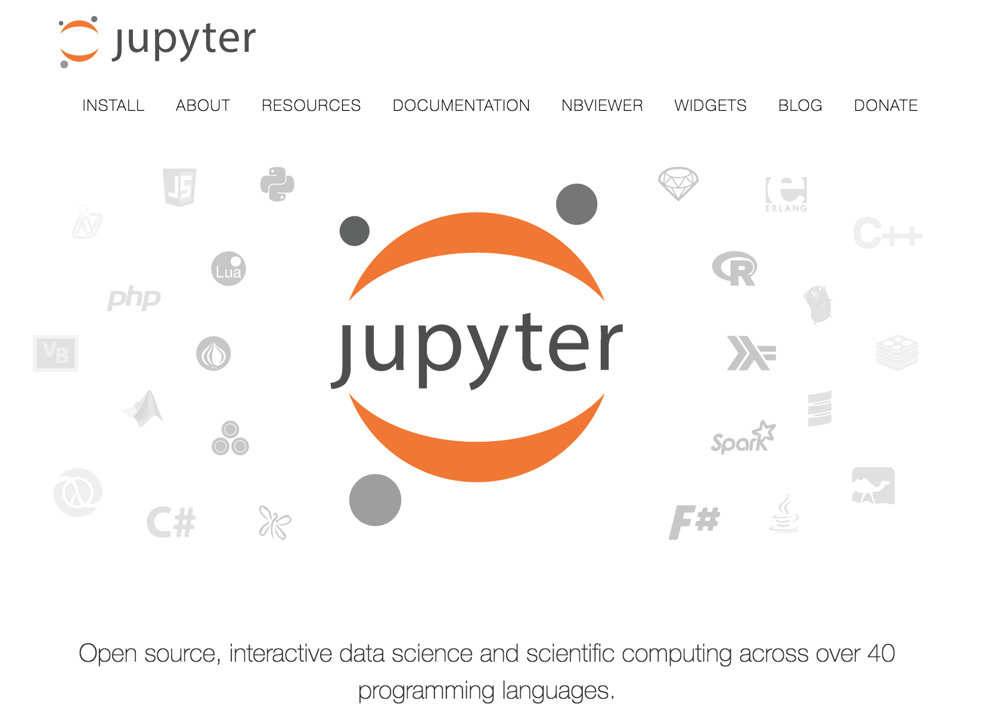 jupyter
INSTALL ABOUT RESOURCES DOCUMENTATION NBVIEWER WIDGETS BLOG DONATE
JS
e
ERLANG
C++
Lua
R
php
jupyter
VB
Spark
C#
F#
Open source, interactive data science and scientific computing across over 40
programming languages.